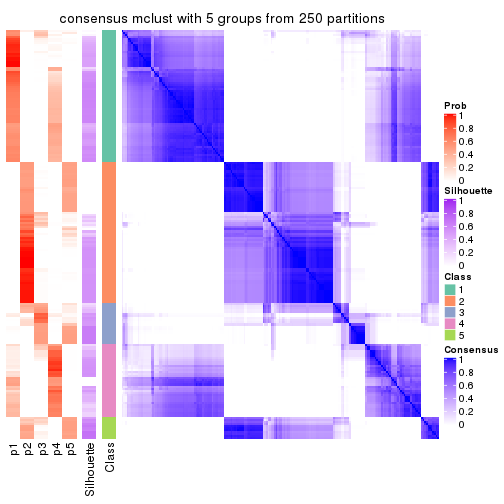 consensus mclust with 5 groups from 250 partitions
Prob
1
0.8
0.6
0.4
0.2
0
Silhouette
1
0.8
0.6
0.4
0.2
0
Class
1
2
3
4
5
Consensus
1
0.8
0.6
0.4
0.2
0
p1
p2
p3
p4
p5
Silhouette
Class